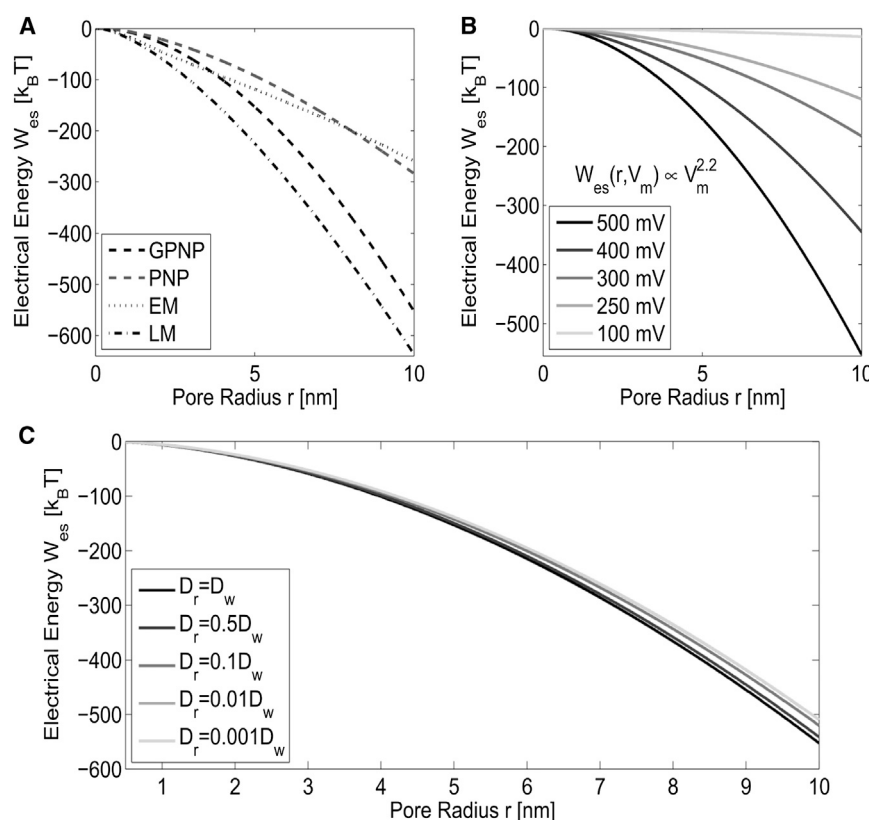 A
Electrical Energy W_es [k_BT]
0
−100
−200
−300
−400
−500
−600
GPNP
PNP
EM
LM
0
5
10
Pore Radius r [nm]
B
Electrical Energy W_es [k_BT]
0
−100
−200
−300
−400
−500
W_es(r,V_m) ∝ V_m^2.2
500 mV
400 mV
300 mV
250 mV
100 mV
0
5
10
Pore Radius r [nm]
C
Electrical Energy W_es [k_BT]
0
−100
−200
−300
−400
−500
−600
D_r=D_w
D_r=0.5D_w
D_r=0.1D_w
D_r=0.01D_w
D_r=0.001D_w
1
2
3
4
5
6
7
8
9
10
Pore Radius r [nm]